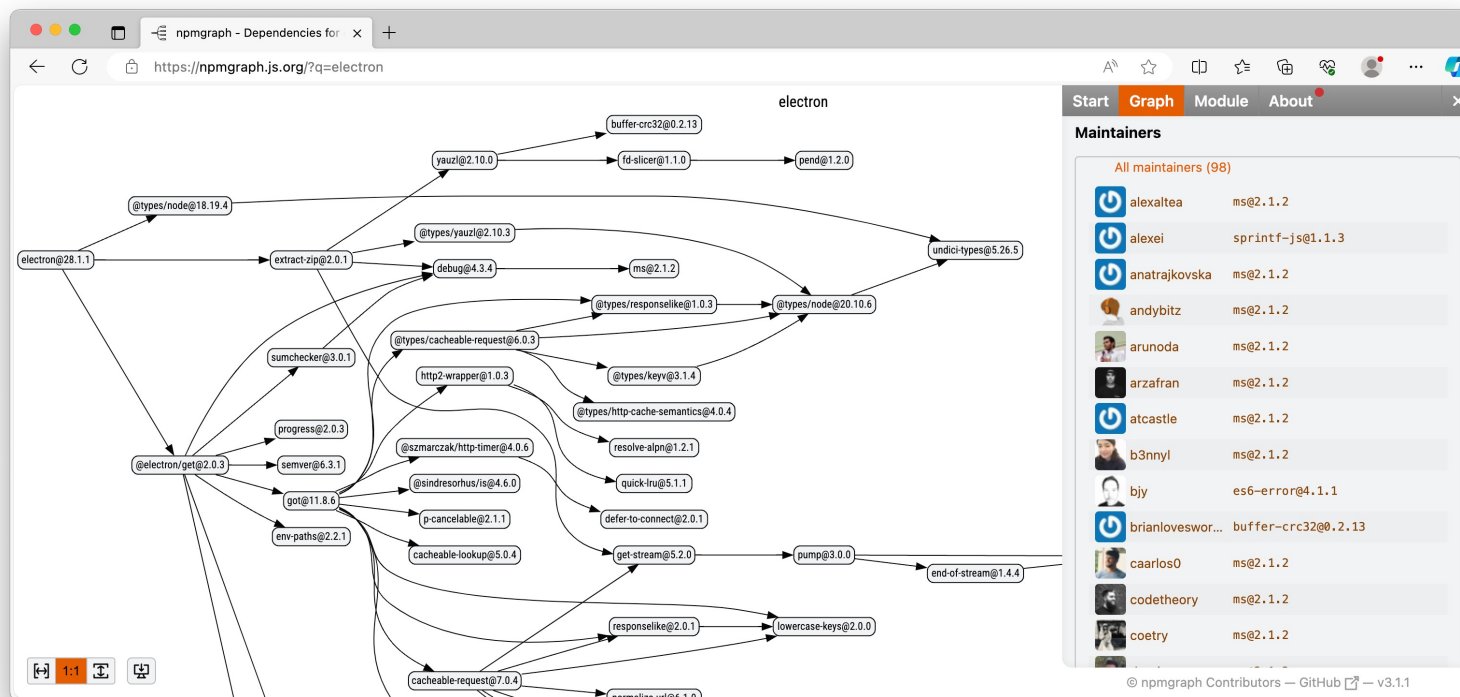 npmgraph - Dependencies for
https://npmgraph.js.org/?q=electron
electron
buffer-crc32@0.2.13
yauzl@2.10.0
fd-slicer@1.1.0
pend@1.2.0
@types/node@18.19.4
@types/yauzl@2.10.3
undici-types@5.26.5
electron@28.1.1
extract-zip@2.0.1
debug@4.3.4
ms@2.1.2
@types/responselike@1.0.3
@types/node@20.10.6
@types/cacheable-request@6.0.3
sumchecker@3.0.1
http2-wrapper@1.0.3
@types/keyv@3.1.4
@types/http-cache-semantics@4.0.4
progress@2.0.3
@szmarczak/http-timer@4.0.6
resolve-alpn@1.2.1
@electron/get@2.0.3
semver@6.3.1
@sindresorhus/is@4.6.0
quick-lru@5.1.1
got@11.8.6
p-cancelable@2.1.1
defer-to-connect@2.0.1
env-paths@2.2.1
cacheable-lookup@5.0.4
get-stream@5.2.0
pump@3.0.0
end-of-stream@1.4.4
responselike@2.0.1
lowercase-keys@2.0.0
cacheable-request@7.0.4
normalize-url@6.1.0
1:1
Start Graph Module About
Maintainers
All maintainers (98)
alexaltea ms@2.1.2
alexei sprintf-js@1.1.3
anatrajkovska ms@2.1.2
andybitz ms@2.1.2
arunoda ms@2.1.2
arzafran ms@2.1.2
atcastle ms@2.1.2
b3nnyl ms@2.1.2
bjy es6-error@4.1.1
brianloveswor... buffer-crc32@0.2.13
caarlos0 ms@2.1.2
codetheory ms@2.1.2
coetry ms@2.1.2
© npmgraph Contributors — GitHub — v3.1.1